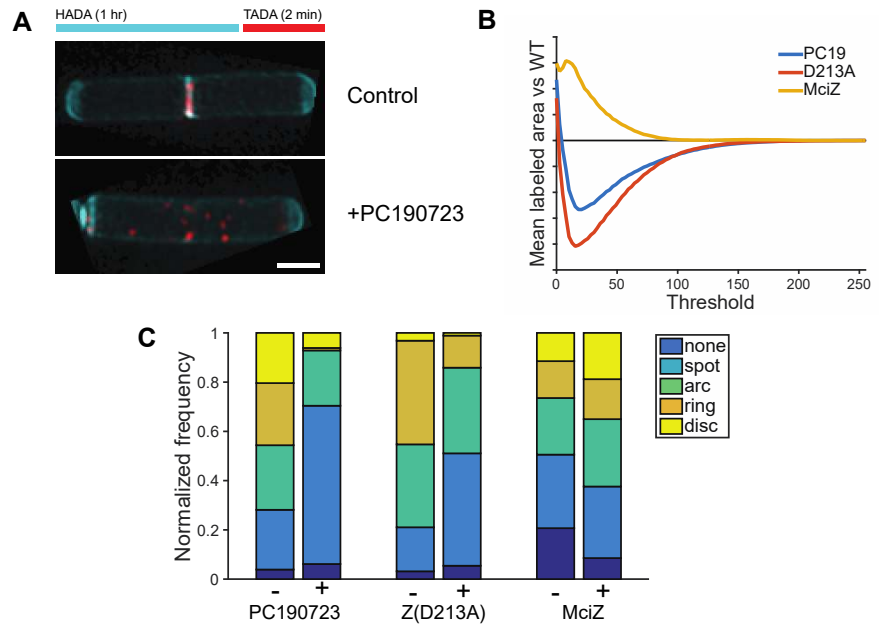 HADA (1 hr) TADA (2 min)
A
Control
+PC190723
B
Mean labeled area vs WT
PC19
D213A
MciZ
0 50 100 150 200 250
Threshold
C
Normalized frequency
1
0.8
0.6
0.4
0.2
0
- + - + - +
PC190723 Z(D213A) MciZ
none
spot
arc
ring
disc